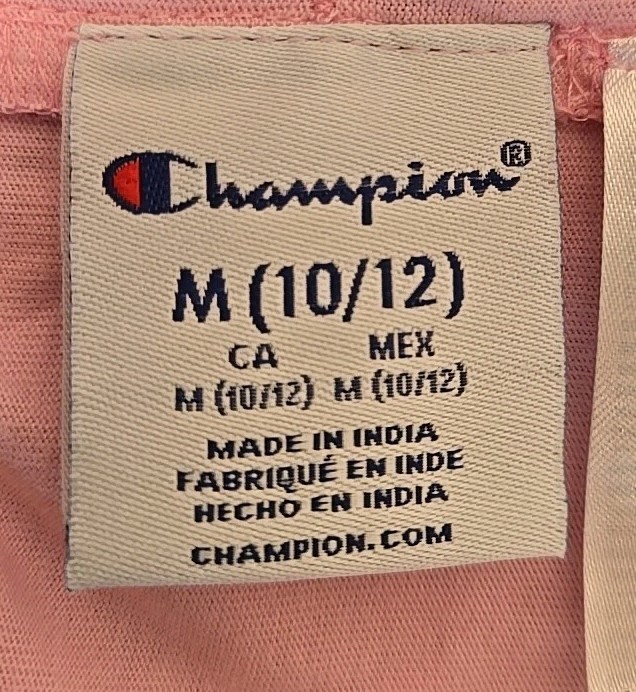 Champion®
M (10/12)
CA MEX
M (10/12) M (10/12)
MADE IN INDIA
FABRIQUÉ EN INDE
HECHO EN INDIA
CHAMPION.COM